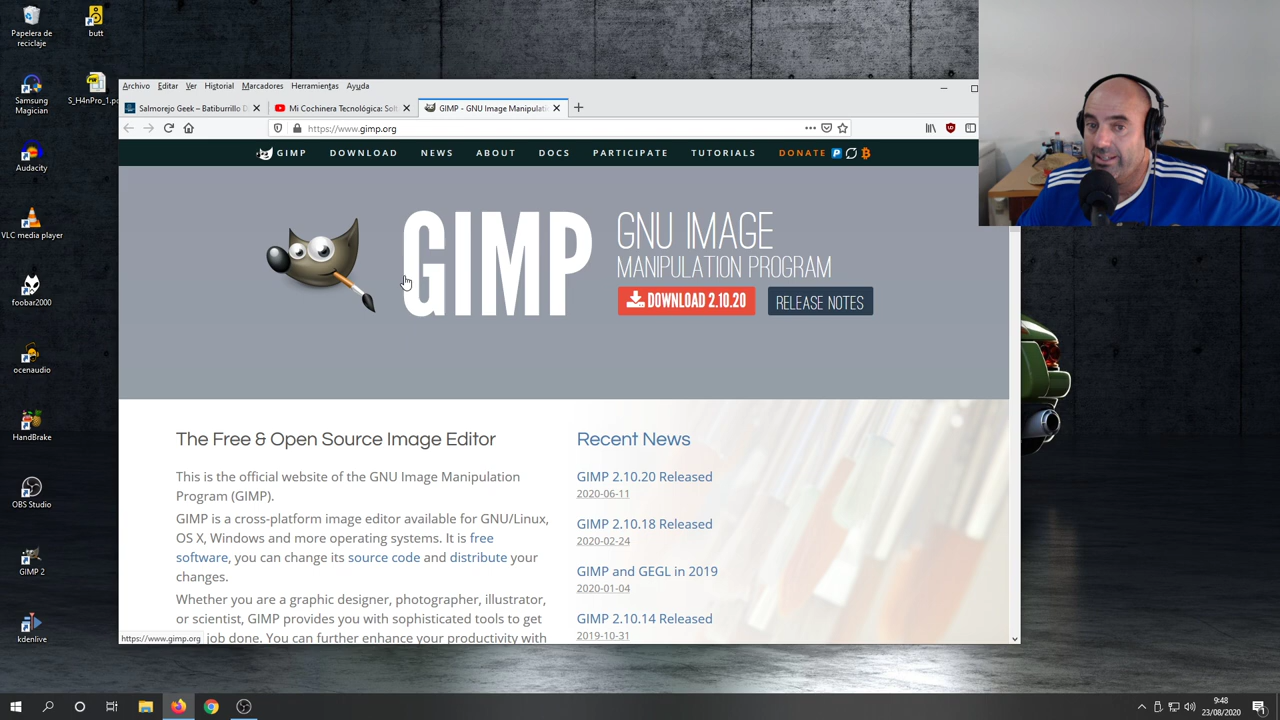 Papelera de
reciclaje
butt
Samsung
Magician
S_H4nPro_1.p
Audacity
VLC media player
foobar2000
ocenaudio
HandBrake
OBS Studio
GIMP 2
kdenlive
Archivo Editar Ver Historial Marcadores Herramientas Ayuda
Salmorejo Geek – Batiburrillo D
Mi Cochinera Tecnológica: Soft
GIMP - GNU Image Manipulati
https://www.gimp.org
GIMP DOWNLOAD NEWS ABOUT DOCS PARTICIPATE TUTORIALS DONATE
GIMP
GNU IMAGE
MANIPULATION PROGRAM
DOWNLOAD 2.10.20
RELEASE NOTES
The Free & Open Source Image Editor
This is the official website of the GNU Image Manipulation
Program (GIMP).
GIMP is a cross-platform image editor available for GNU/Linux,
OS X, Windows and more operating systems. It is free
software, you can change its source code and distribute your
changes.
Whether you are a graphic designer, photographer, illustrator,
or scientist, GIMP provides you with sophisticated tools to get
job done. You can further enhance your productivity with
Recent News
GIMP 2.10.20 Released
2020-06-11
GIMP 2.10.18 Released
2020-02-24
GIMP and GEGL in 2019
2020-01-04
GIMP 2.10.14 Released
2019-10-31
https://www.gimp.org
9:48
23/08/2020